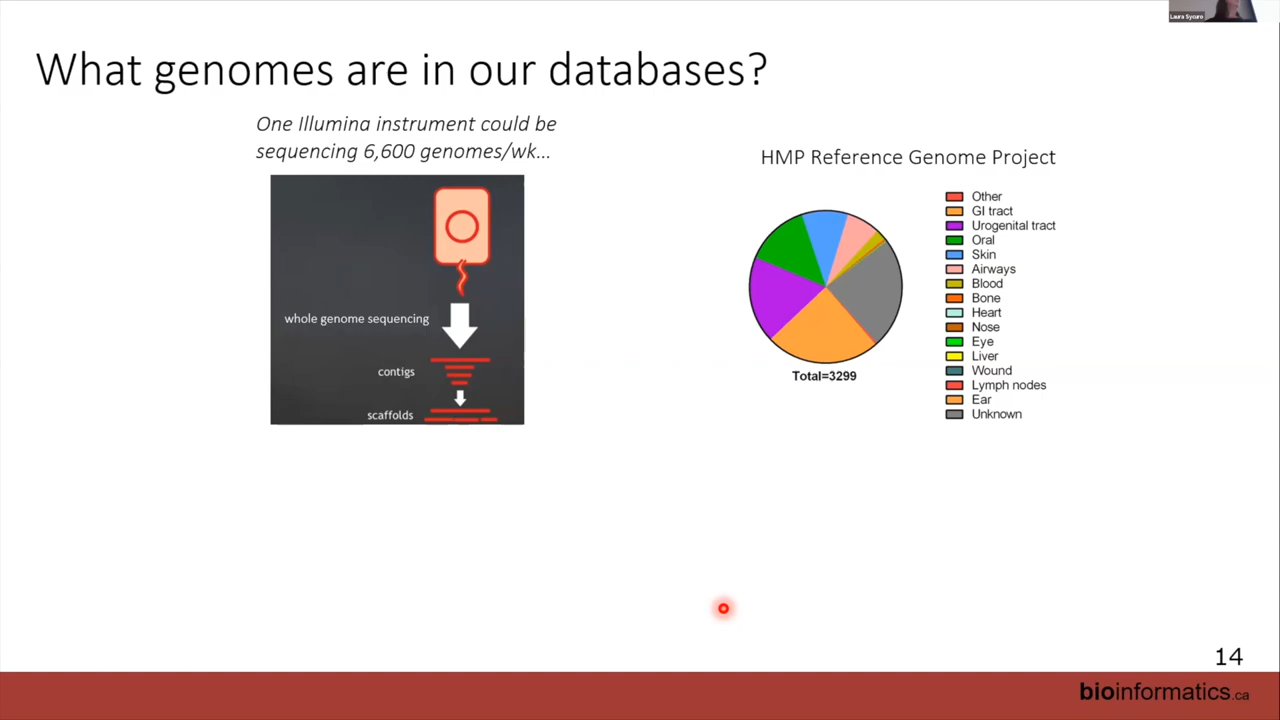 Laura Sycuro
What genomes are in our databases?
One Illumina instrument could be
sequencing 6,600 genomes/wk...
whole genome sequencing
contigs
scaffolds
HMP Reference Genome Project
Total=3299
Other
GI tract
Urogenital tract
Oral
Skin
Airways
Blood
Bone
Heart
Nose
Eye
Liver
Wound
Lymph nodes
Ear
Unknown
14
bioinformatics.ca